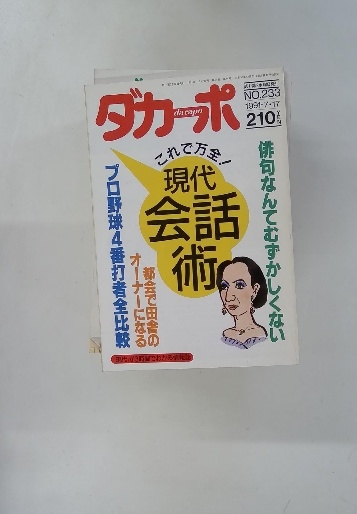 NO.233
1991-7-17
210円
ダカーポ
da capo
これで万全!
現代
会話
術
俳句なんてむずかしくない
都会で田舎の
オーナーになる
プロ野球4番打者全比較